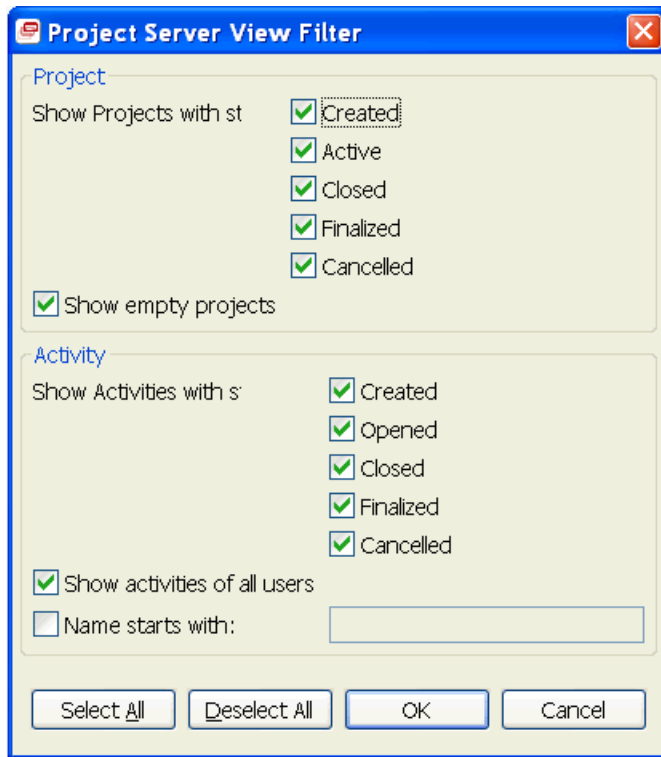 Project Server View Filter
Project
Show Projects with st
Created
Active
Closed
Finalized
Cancelled
Show empty projects
Activity
Show Activities with s
Created
Opened
Closed
Finalized
Cancelled
Show activities of all users
Name starts with:
Select All Deselect All OK Cancel